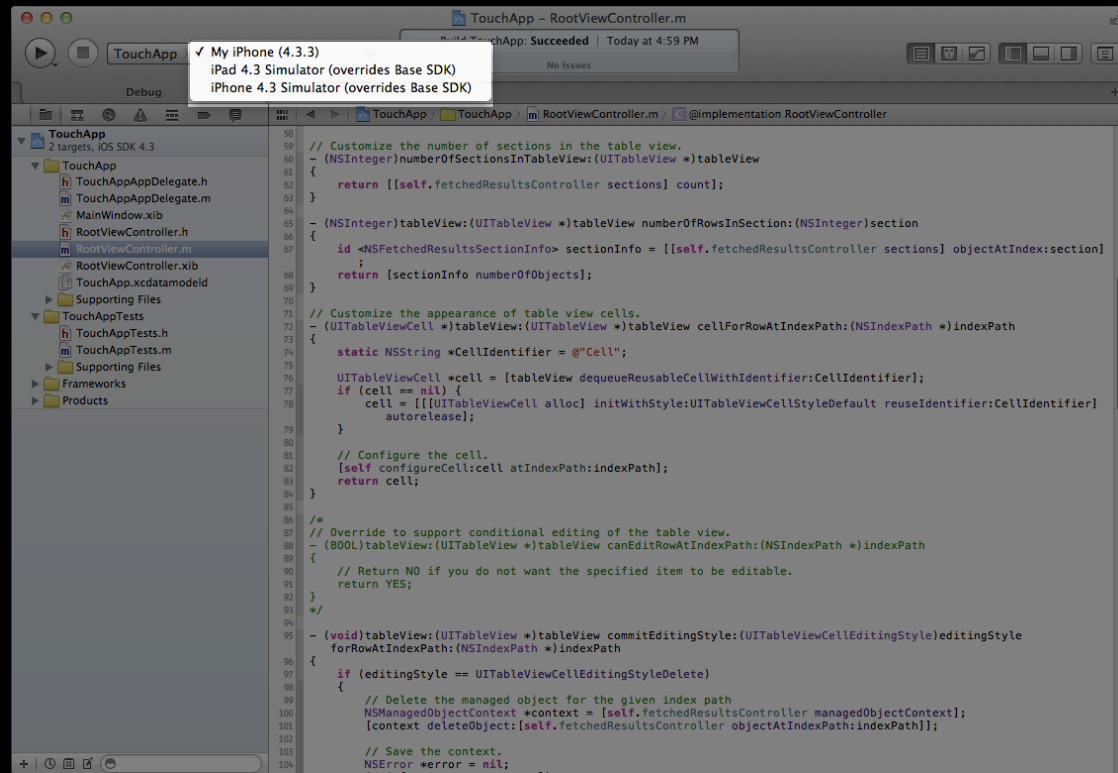 TouchApp – RootViewController.m
TouchApp
✓ My iPhone (4.3.3)
iPad 4.3 Simulator (overrides Base SDK)
iPhone 4.3 Simulator (overrides Base SDK)
Build TouchApp: Succeeded | Today at 4:59 PM
No Issues
Debug
TouchApp
2 targets, iOS SDK 4.3
TouchApp
TouchAppAppDelegate.h
TouchAppAppDelegate.m
MainWindow.xib
RootViewController.h
RootViewController.m
RootViewController.xib
TouchApp.xcdatamodeld
Supporting Files
TouchAppTests
TouchAppTests.h
TouchAppTests.m
Supporting Files
Frameworks
Products
TouchApp TouchApp RootViewController.m @implementation RootViewController
58
59 // Customize the number of sections in the table view.
60 - (NSInteger)numberOfSectionsInTableView:(UITableView *)tableView
61 {
62     return [[self.fetchedResultsController sections] count];
63 }
64
65 - (NSInteger)tableView:(UITableView *)tableView numberOfRowsInSection:(NSInteger)section
66 {
67     id <NSFetchedResultsSectionInfo> sectionInfo = [[self.fetchedResultsController sections] objectAtIndex:section]
;
68     return [sectionInfo numberOfObjects];
69 }
70
71 // Customize the appearance of table view cells.
72 - (UITableViewCell *)tableView:(UITableView *)tableView cellForRowAtIndexPath:(NSIndexPath *)indexPath
73 {
74     static NSString *CellIdentifier = @"Cell";
75
76     UITableViewCell *cell = [tableView dequeueReusableCellWithIdentifier:CellIdentifier];
77     if (cell == nil) {
78         cell = [[[UITableViewCell alloc] initWithStyle:UITableViewCellStyleDefault reuseIdentifier:CellIdentifier]
autorelease];
79     }
80
81     // Configure the cell.
82     [self configureCell:cell atIndexPath:indexPath];
83     return cell;
84 }
85
86 /*
87 // Override to support conditional editing of the table view.
88 - (BOOL)tableView:(UITableView *)tableView canEditRowAtIndexPath:(NSIndexPath *)indexPath
89 {
90     // Return NO if you do not want the specified item to be editable.
91     return YES;
92 }
93 */
94
95 - (void)tableView:(UITableView *)tableView commitEditingStyle:(UITableViewCellEditingStyle)editingStyle
forRowAtIndexPath:(NSIndexPath *)indexPath
96 {
97     if (editingStyle == UITableViewCellEditingStyleDelete)
98     {
99         // Delete the managed object for the given index path
100         NSManagedObjectContext *context = [self.fetchedResultsController managedObjectContext];
101         [context deleteObject:[self.fetchedResultsController objectAtIndexPath:indexPath]];
102
103         // Save the context.
104         NSError *error = nil;